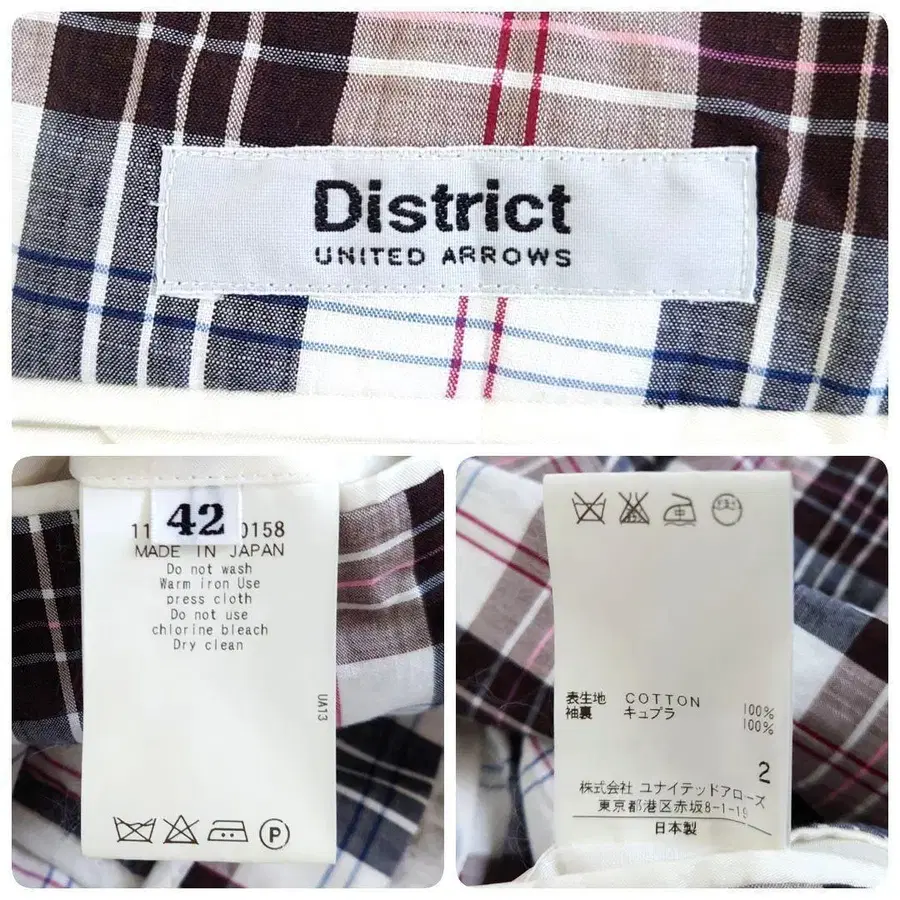 District
UNITED ARROWS
42
11 0158
MADE IN JAPAN
Do not wash
Warm iron Use
press cloth
Do not use
chlorine bleach
Dry clean
UA13
P
中
表生地 COTTON 100%
袖裏 キュプラ 100%
2
株式会社 ユナイテッドアローズ
東京都港区赤坂8-1-19
日本製